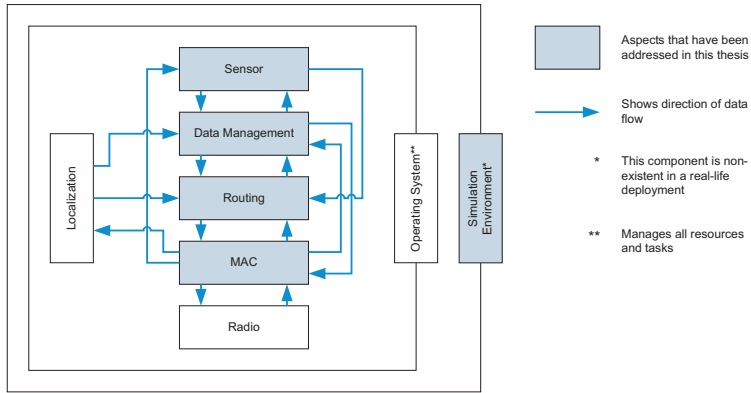 Sensor
Data Management
Routing
MAC
Radio
Localization
Operating System**
Simulation
Environment*
Aspects that have been
addressed in this thesis
Shows direction of data
flow
* This component is non-
existent in a real-life
deployment
** Manages all resources
and tasks